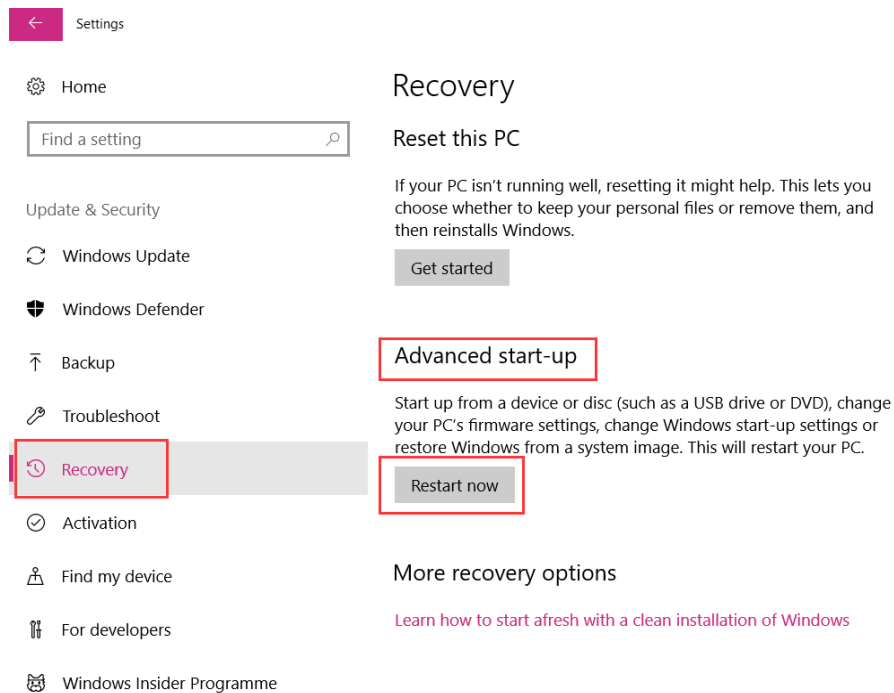 Settings
Home
Find a setting
Update & Security
Windows Update
Windows Defender
Backup
Troubleshoot
Recovery
Activation
Find my device
For developers
Windows Insider Programme
Recovery
Reset this PC
If your PC isn't running well, resetting it might help. This lets you
choose whether to keep your personal files or remove them, and
then reinstalls Windows.
Get started
Advanced start-up
Start up from a device or disc (such as a USB drive or DVD), change
your PC's firmware settings, change Windows start-up settings or
restore Windows from a system image. This will restart your PC.
Restart now
More recovery options
Learn how to start afresh with a clean installation of Windows